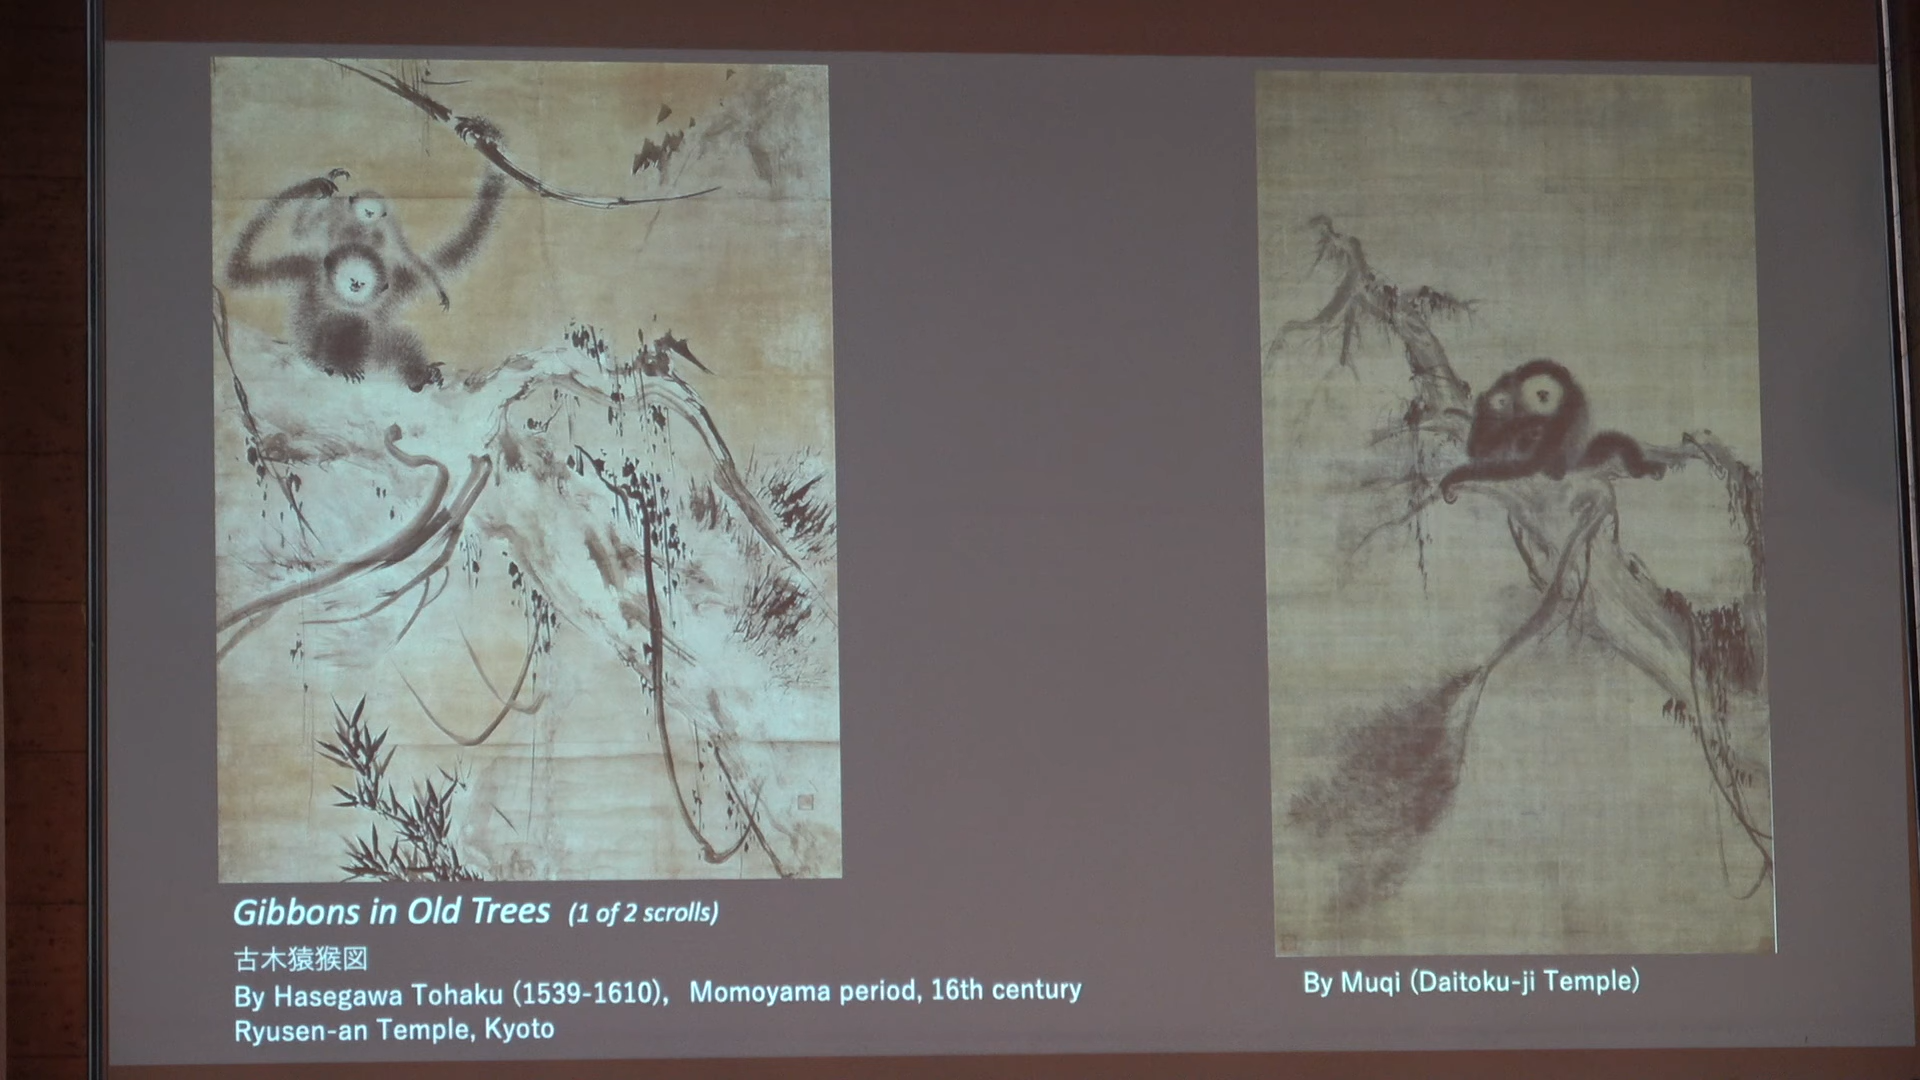 Gibbons in Old Trees (1 of 2 scrolls)
古木猿猴図
By Hasegawa Tohaku (1539-1610), Momoyama period, 16th century
Ryusen-an Temple, Kyoto
By Muqi (Daitoku-ji Temple)